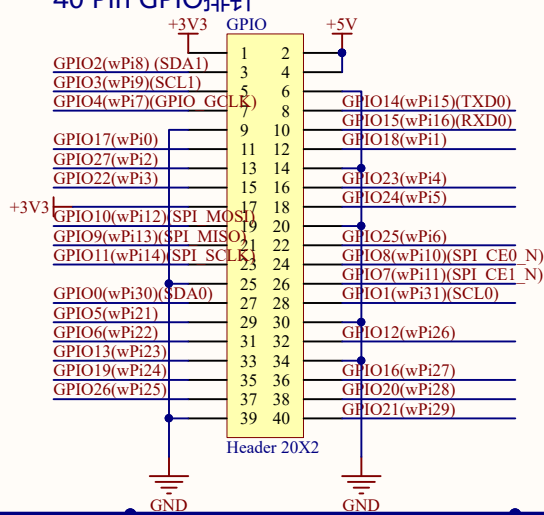 40 Pin GPIO排针
+3V3 GPIO +5V
1 2
GPIO2(wPi8) (SDA1) 3 4
GPIO3(wPi9)(SCL1) 5 6
GPIO4(wPi7)(GPIO_GCLK) 7 8 GPIO14(wPi15)(TXD0)
9 10 GPIO15(wPi16)(RXD0)
GPIO17(wPi0) 11 12 GPIO18(wPi1)
GPIO27(wPi2) 13 14
GPIO22(wPi3) 15 16 GPIO23(wPi4)
+3V3 17 18 GPIO24(wPi5)
GPIO10(wPi12)(SPI_MOSI) 19 20
GPIO9(wPi13)(SPI_MISO) 21 22 GPIO25(wPi6)
GPIO11(wPi14)(SPI_SCLK) 23 24 GPIO8(wPi10)(SPI_CE0_N)
25 26 GPIO7(wPi11)(SPI_CE1_N)
GPIO0(wPi30)(SDA0) 27 28 GPIO1(wPi31)(SCL0)
GPIO5(wPi21) 29 30
GPIO6(wPi22) 31 32 GPIO12(wPi26)
GPIO13(wPi23) 33 34
GPIO19(wPi24) 35 36 GPIO16(wPi27)
GPIO26(wPi25) 37 38 GPIO20(wPi28)
39 40 GPIO21(wPi29)
Header 20X2
GND GND